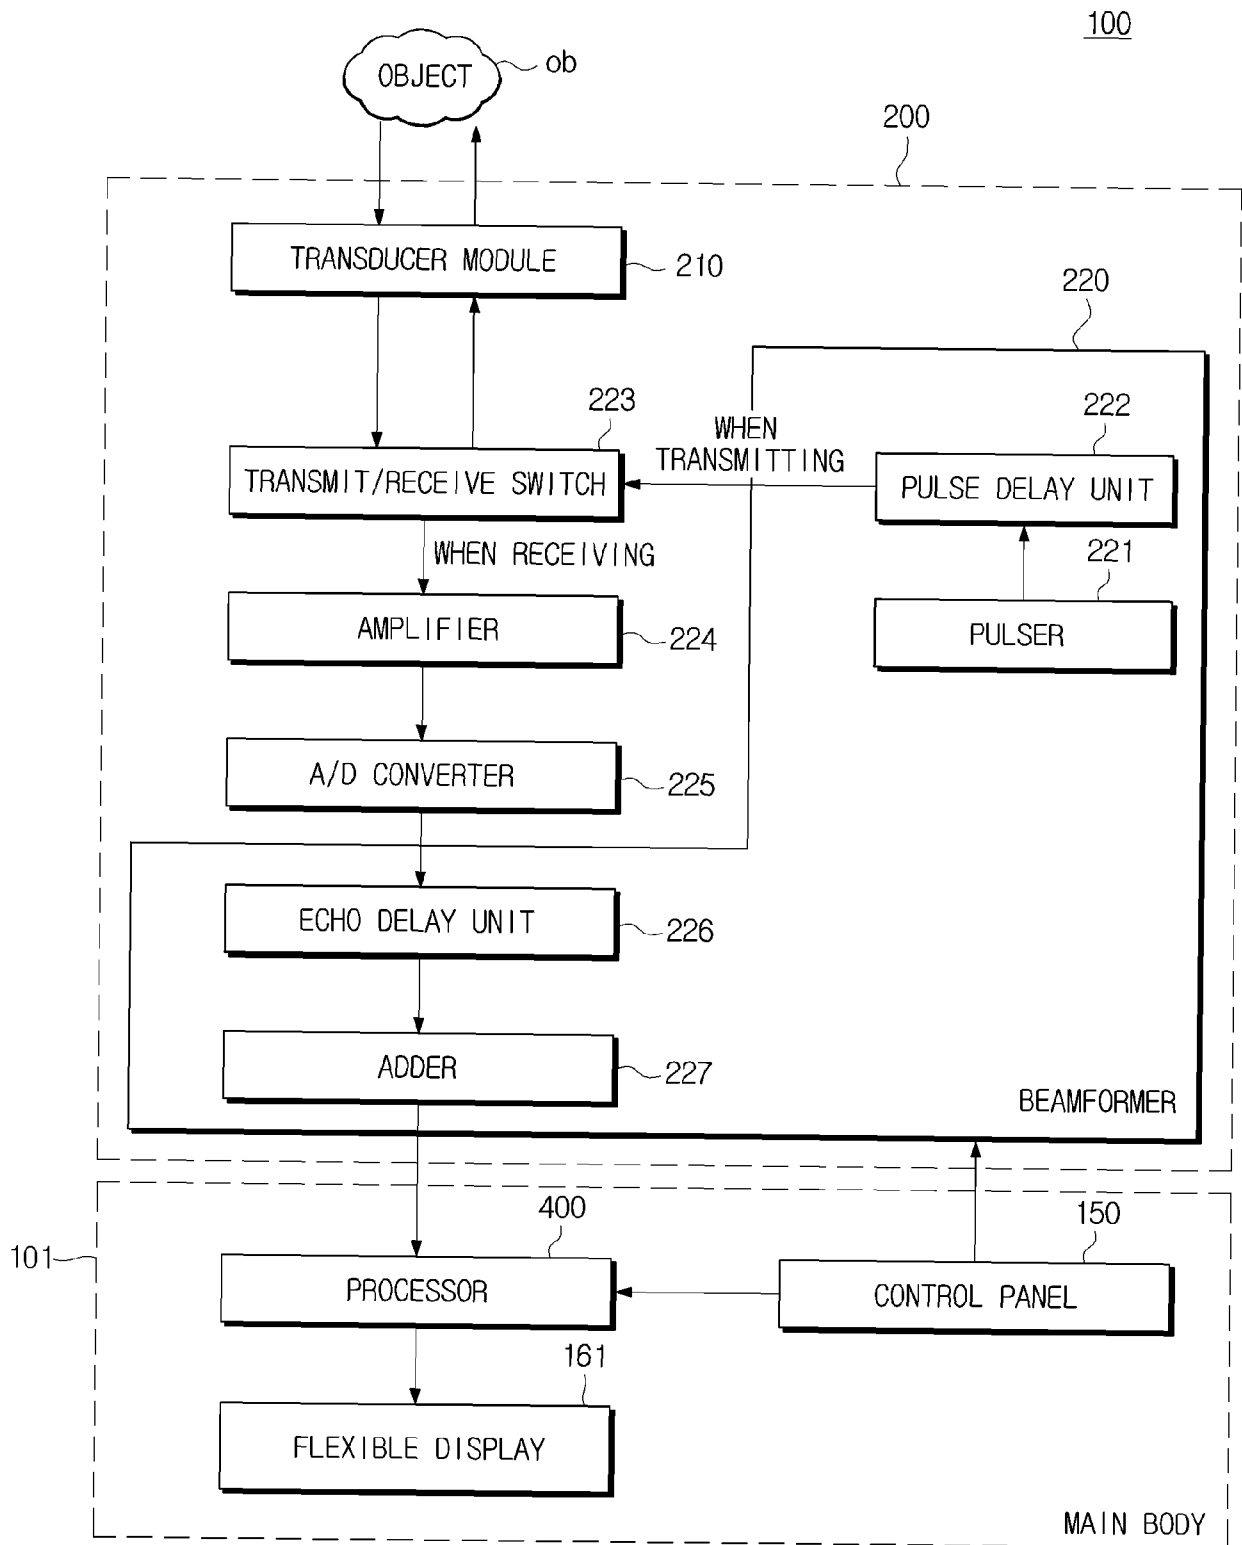 100
OBJECT
ob
200
TRANSDUCER MODULE
210
220
223
222
WHEN
TRANSMITTING
TRANSMIT/RECEIVE SWITCH
PULSE DELAY UNIT
WHEN RECEIVING
221
AMPLIFIER
224
PULSER
A/D CONVERTER
225
ECHO DELAY UNIT
226
ADDER
227
BEAMFORMER
400
150
101
PROCESSOR
CONTROL PANEL
161
FLEXIBLE DISPLAY
MAIN BODY